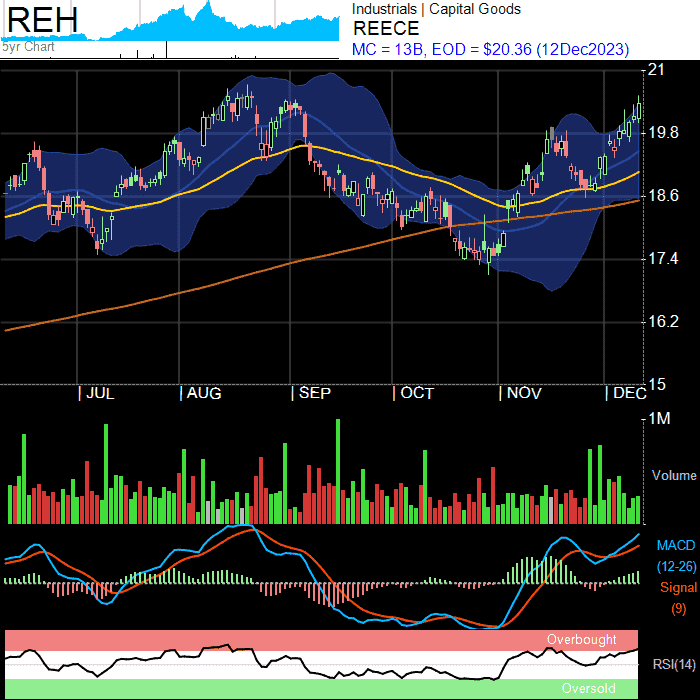 REH
5yr Chart
Industrials | Capital Goods
REECE
MC = 13B, EOD = $20.36 (12Dec2023)
21
19.8
18.6
17.4
16.2
15
| JUL | AUG | SEP | OCT | NOV | DEC
1M
Volume
MACD
(12-26)
Signal
(9)
Overbought
RSI(14)
Oversold